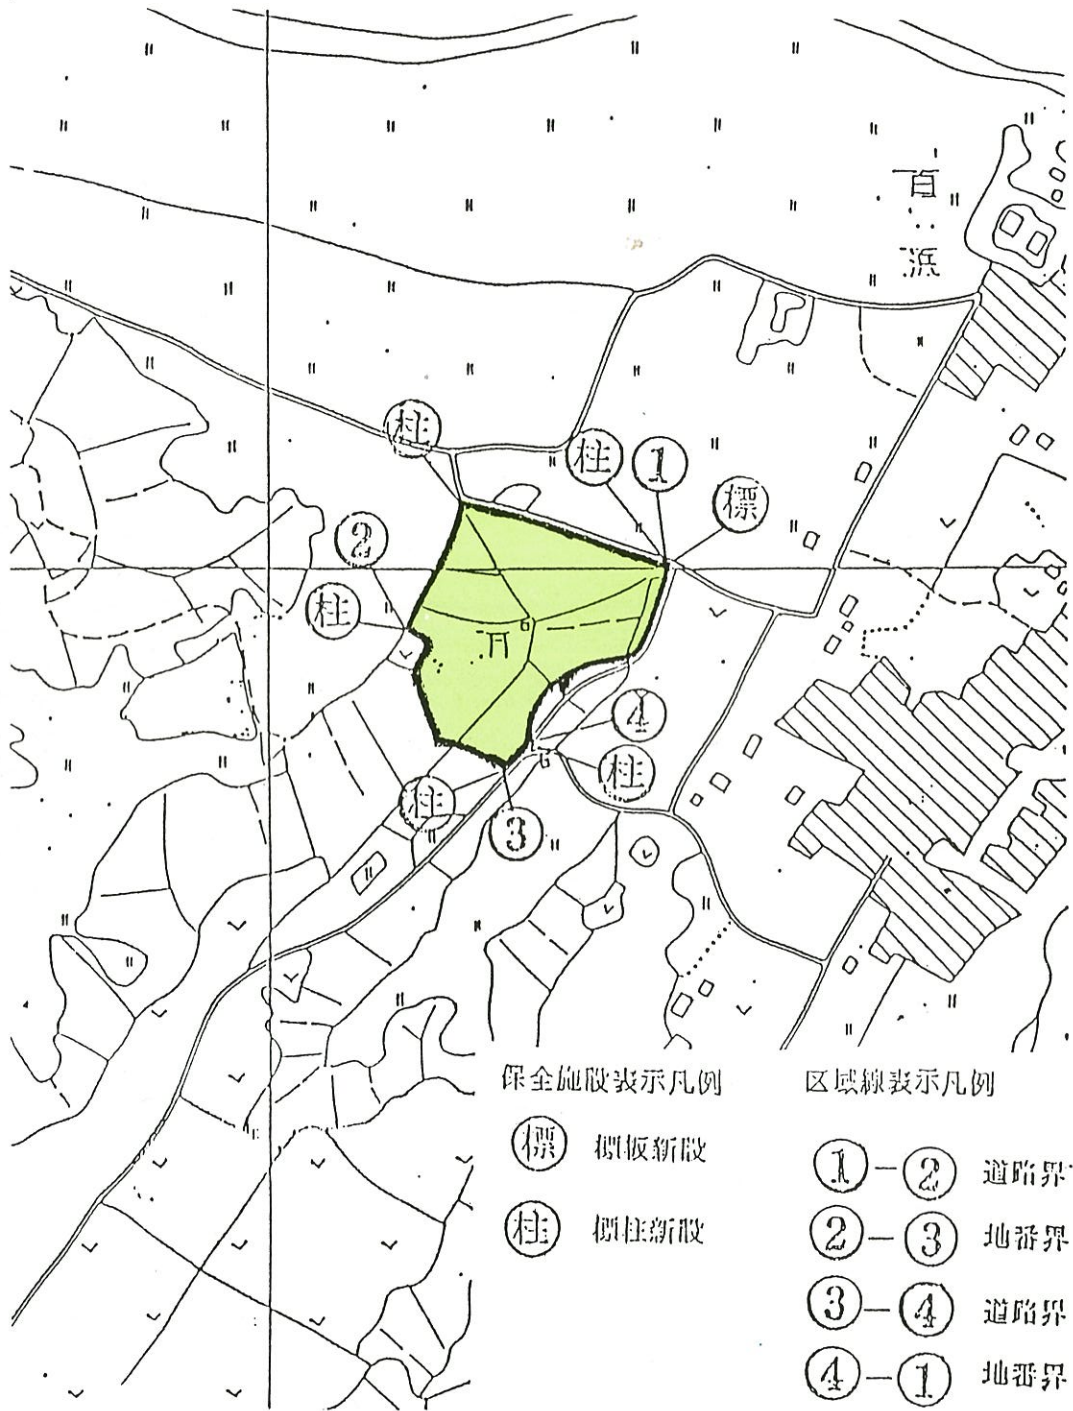 百
浜
柱
柱
1
標
2
柱
6
4
6
柱
柱
3
保全施設表示凡例
標 標板新設
柱 標柱新設
区域線表示凡例
1-2 道路界
2-3 地番界
3-4 道路界
4-1 地番界